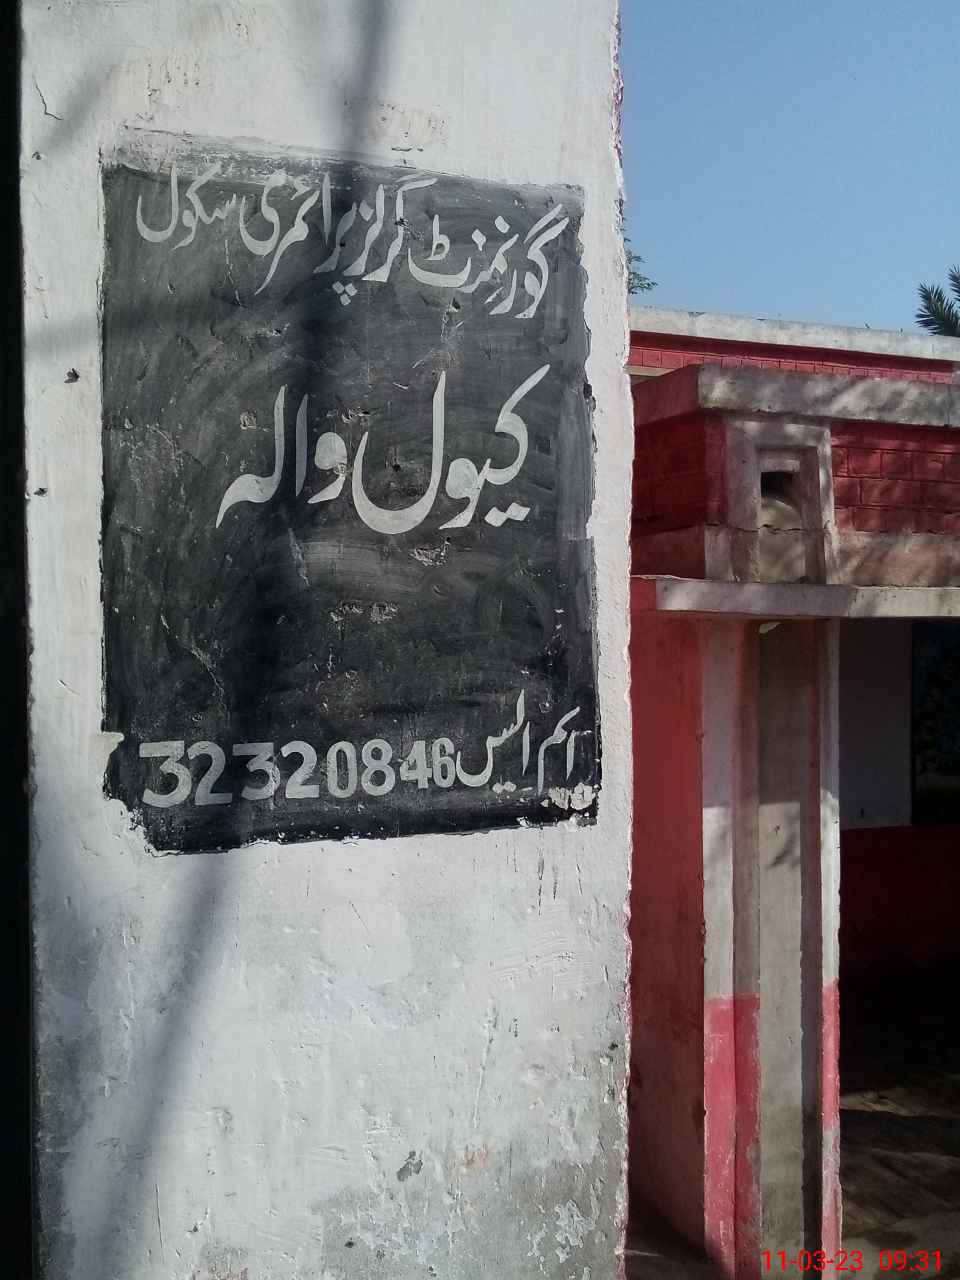 گورنمنٹ گرلز پرائمری سکول
کیول والہ
ایم ایس 32320846
11-03-23 09:31